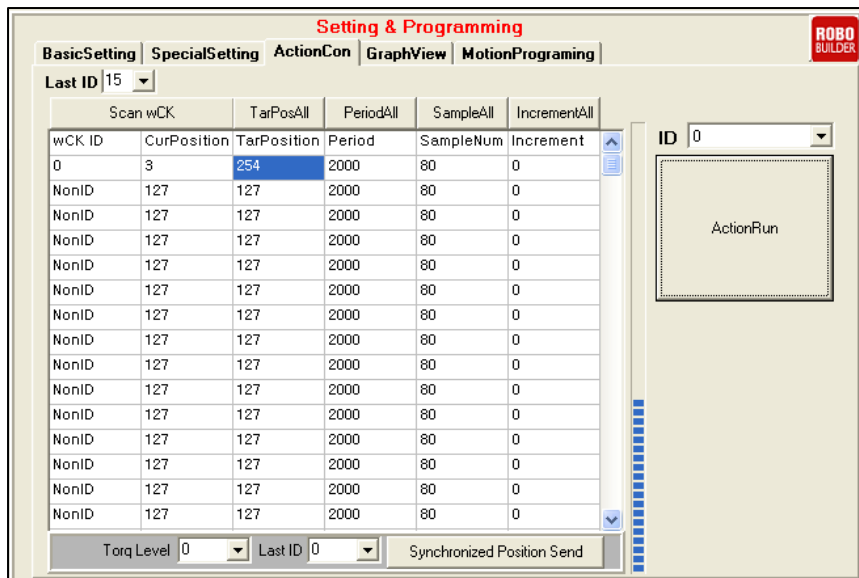 Setting & Programming
ROBO
BUILDER
BasicSetting SpecialSetting ActionCon GraphView MotionPrograming
Last ID 15
Scan wCK TarPosAll PeriodAll SampleAll IncrementAll
wCK ID CurPosition TarPosition Period SampleNum Increment
ID 0
0 3 254 2000 80 0
NonID 127 127 2000 80 0
NonID 127 127 2000 80 0
ActionRun
NonID 127 127 2000 80 0
NonID 127 127 2000 80 0
NonID 127 127 2000 80 0
NonID 127 127 2000 80 0
NonID 127 127 2000 80 0
NonID 127 127 2000 80 0
NonID 127 127 2000 80 0
NonID 127 127 2000 80 0
NonID 127 127 2000 80 0
NonID 127 127 2000 80 0
NonID 127 127 2000 80 0
NonID 127 127 2000 80 0
Torq Level 0 Last ID 0 Synchronized Position Send